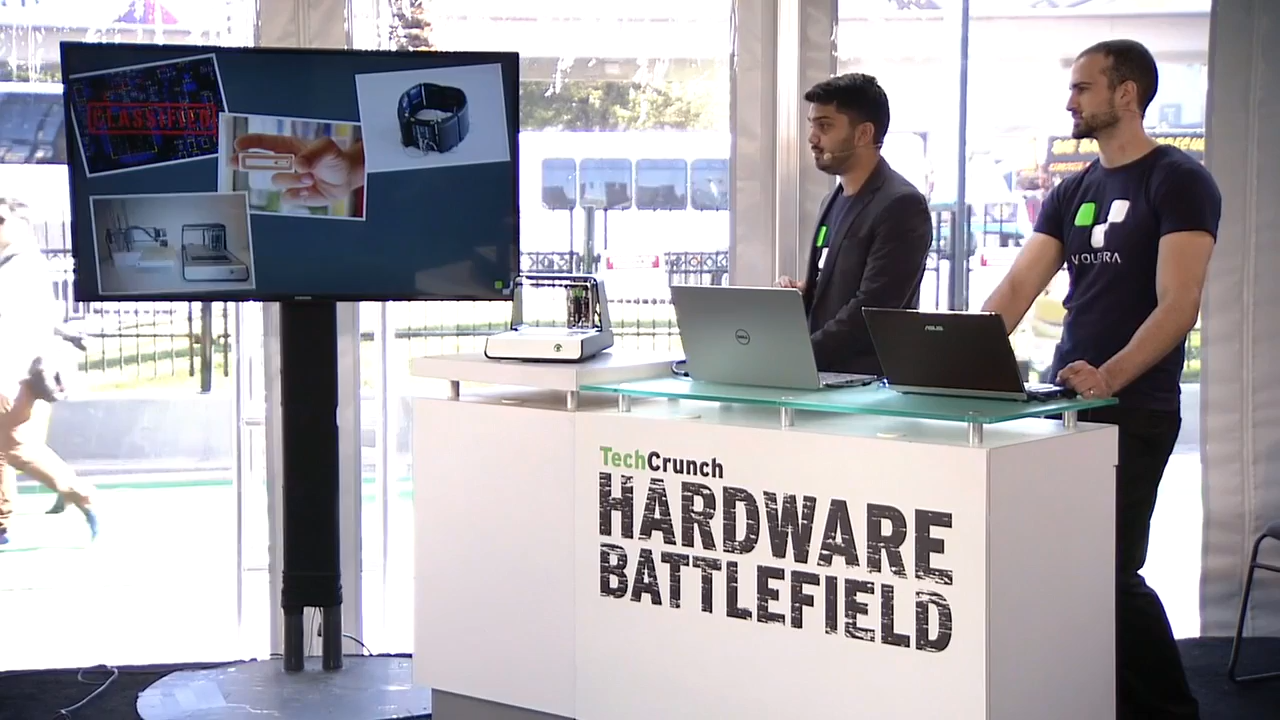 CLASSIFIED
VOLTERA
DELL
ASUS
TechCrunch
HARDWARE
BATTLEFIELD